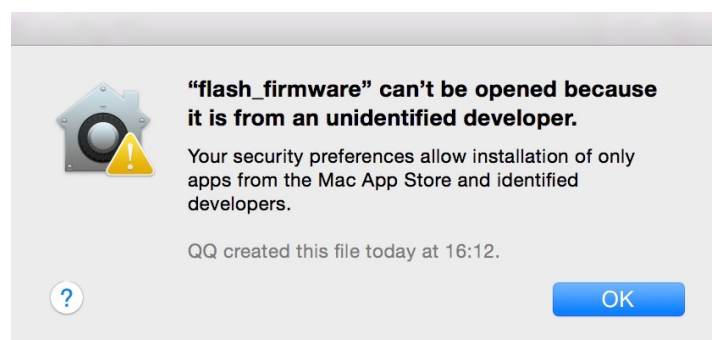 “flash_firmware” can’t be opened because
it is from an unidentified developer.
Your security preferences allow installation of only
apps from the Mac App Store and identified
developers.
QQ created this file today at 16:12.
?
OK